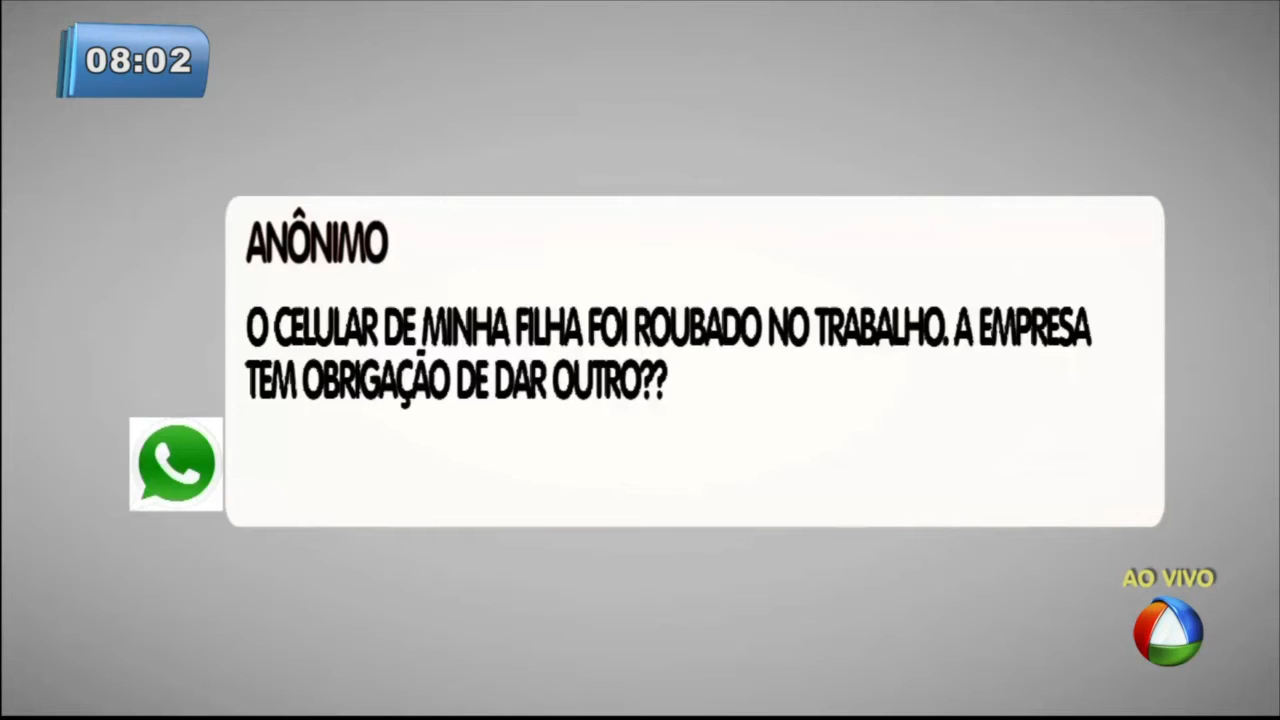 08:02
ANÔNIMO
O CELULAR DE MINHA FILHA FOI ROUBADO NO TRABALHO. A EMPRESA
TEM OBRIGAÇÃO DE DAR OUTRO??
AO VIVO